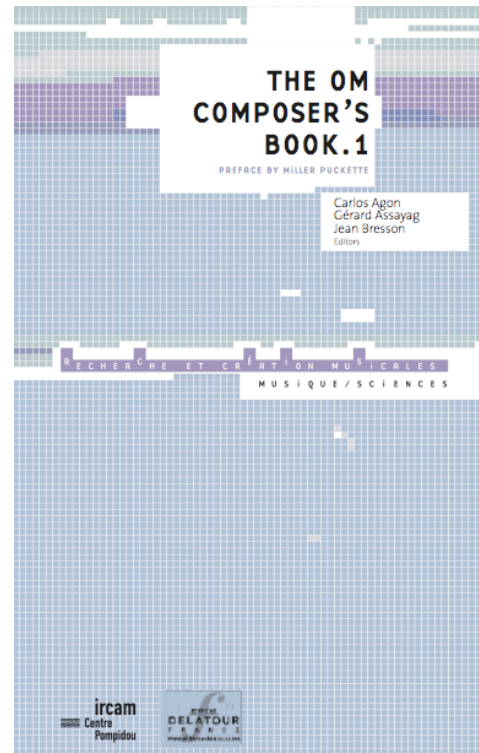 THE OM
COMPOSER'S
BOOK.1
PREFACE BY MiLLER PUCKETTE
Carlos Agon
Gérard Assayag
Jean Bresson
Editors
RECHERCHE ET CRÉATiON MUSiCALES
MUSiQUE/SCiENCES
ircam
Centre
Pompidou
DELATOUR
FRANCE